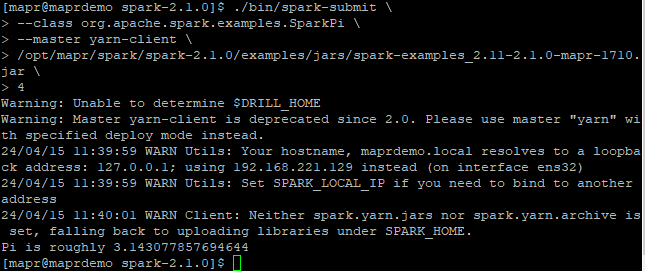 [mapr@maprdemo spark-2.1.0]$ ./bin/spark-submit \
> --class org.apache.spark.examples.SparkPi \
> --master yarn-client \
> /opt/mapr/spark/spark-2.1.0/examples/jars/spark-examples_2.11-2.1.0-mapr-1710.
jar \
> 4
Warning: Unable to determine $DRILL_HOME
Warning: Master yarn-client is deprecated since 2.0. Please use master "yarn" wi
th specified deploy mode instead.
24/04/15 11:39:59 WARN Utils: Your hostname, maprdemo.local resolves to a loopba
ck address: 127.0.0.1; using 192.168.221.129 instead (on interface ens32)
24/04/15 11:39:59 WARN Utils: Set SPARK_LOCAL_IP if you need to bind to another
address
24/04/15 11:40:01 WARN Client: Neither spark.yarn.jars nor spark.yarn.archive is
 set, falling back to uploading libraries under SPARK_HOME.
Pi is roughly 3.143077857694644
[mapr@maprdemo spark-2.1.0]$